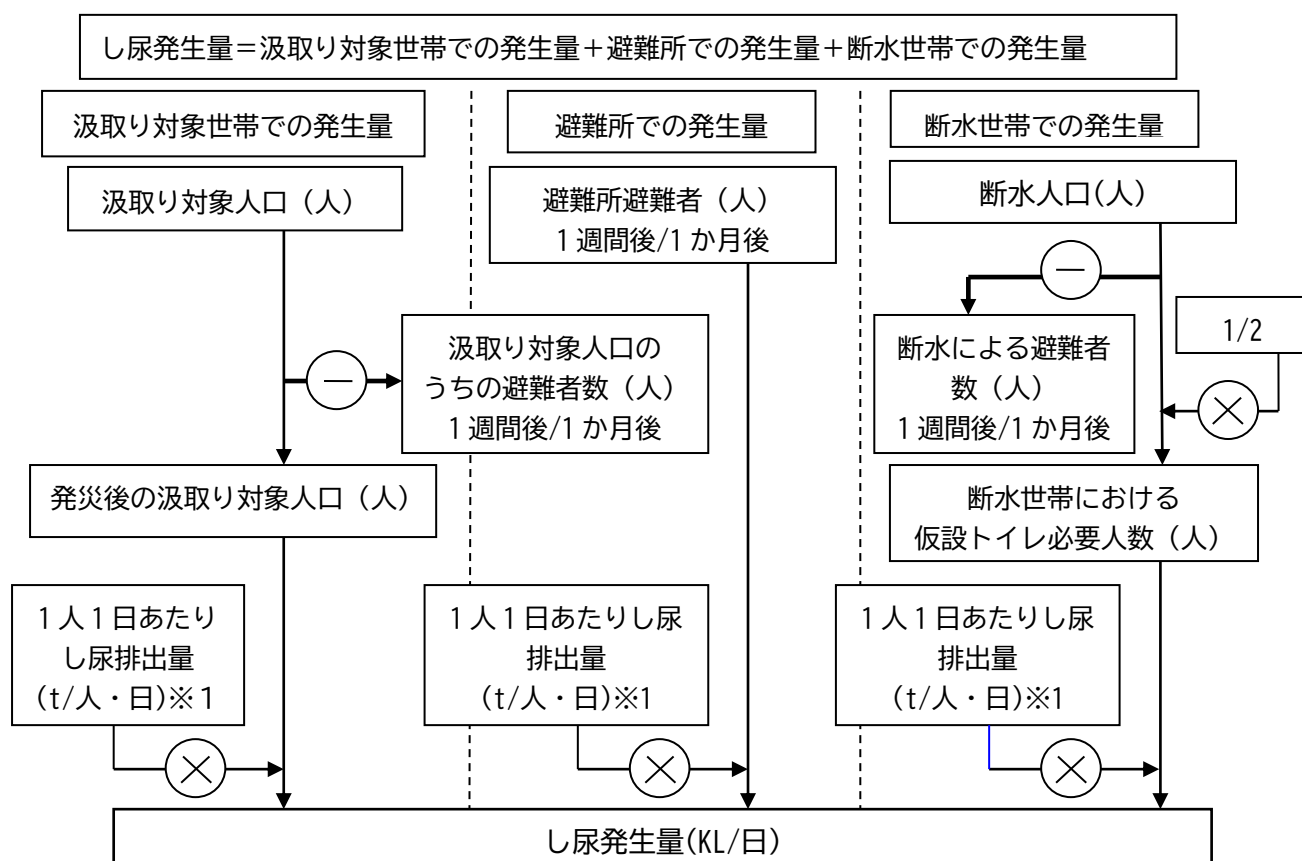 し尿発生量＝汲取り対象世帯での発生量＋避難所での発生量＋断水世帯での発生量
汲取り対象世帯での発生量
避難所での発生量
断水世帯での発生量
汲取り対象人口（人）
避難所避難者（人）
１週間後/1か月後
断水人口(人)
－
1/2
汲取り対象人口の
うちの避難者数（人）
１週間後/1か月後
－
断水による避難者
数（人）
１週間後/1か月後
×
発災後の汲取り対象人口（人）
断水世帯における
仮設トイレ必要人数（人）
１人１日あたり
し尿排出量
(t/人・日)※１
１人１日あたりし尿
排出量
(t/人・日)※1
１人１日あたりし尿
排出量
(t/人・日)※1
×
×
×
し尿発生量(KL/日)